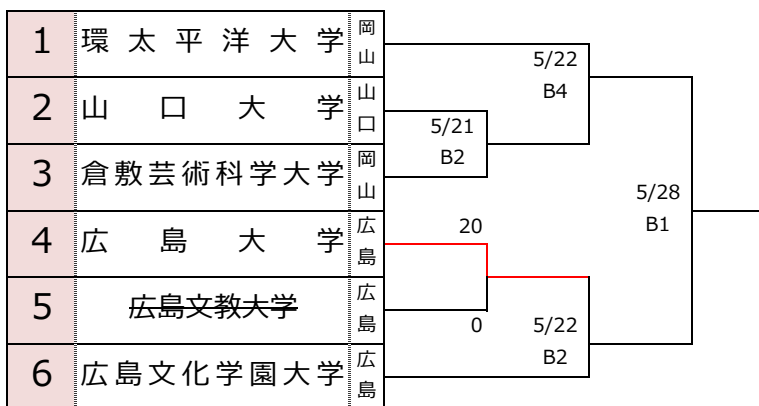 1 環太平洋大学 岡山
2 山口大学 山口
3 倉敷芸術科学大学 岡山
4 広島大学 広島
5 広島文教大学 広島
6 広島文化学園大学 広島
5/22
B4
5/21
B2
5/28
B1
20
0
5/22
B2